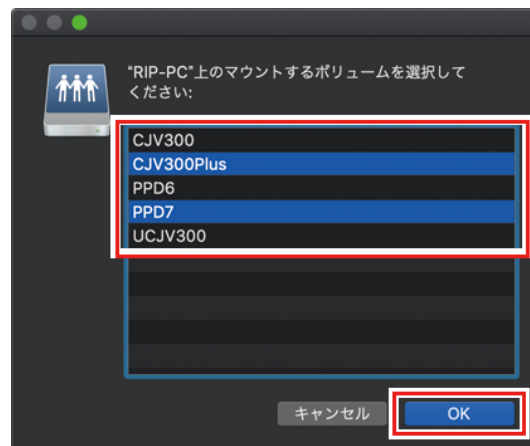 "RIP-PC"上のマウントするボリュームを選択して
ください:
CJV300
CJV300Plus
PPD6
PPD7
UCJV300
キャンセル
OK